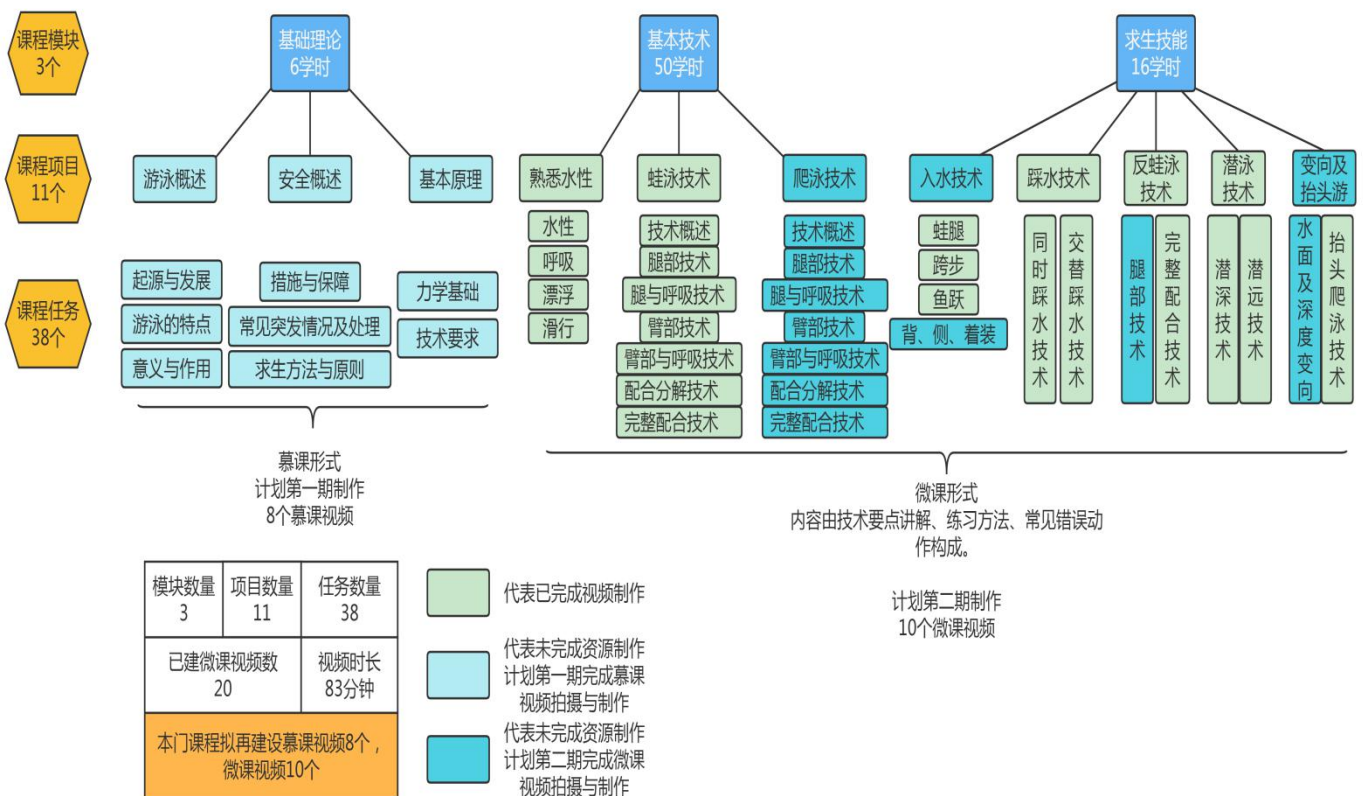 课程模块
3个
基础理论
6学时
基本技术
50学时
求生技能
16学时
课程项目
11个
游泳概述
安全概述
基本原理
熟悉水性
蛙泳技术
爬泳技术
入水技术
踩水技术
反蛙泳
技术
潜泳
技术
变向及
抬头游
课程任务
38个
起源与发展
游泳的特点
意义与作用
措施与保障
常见突发情况及处理
求生方法与原则
力学基础
技术要求
水性
呼吸
漂浮
滑行
技术概述
腿部技术
腿与呼吸技术
臂部技术
臂部与呼吸技术
配合分解技术
完整配合技术
技术概述
腿部技术
腿与呼吸技术
臂部技术
臂部与呼吸技术
配合分解技术
完整配合技术
蛙腿
跨步
鱼跃
背、侧、着装
同时踩水技术
交替踩水技术
腿部技术
完整配合技术
潜深技术
潜远技术
水面及深度变向
抬头爬泳技术
慕课形式
计划第一期制作
8个慕课视频
微课形式
内容由技术要点讲解、练习方法、常见错误动
作构成。
计划第二期制作
10个微课视频
模块数量
3
项目数量
11
任务数量
38
已建微课视频数
20
视频时长
83分钟
本门课程拟再建设慕课视频8个，
微课视频10个
代表已完成视频制作
代表未完成资源制作
计划第一期完成慕课
视频拍摄与制作
代表未完成资源制作
计划第二期完成微课
视频拍摄与制作